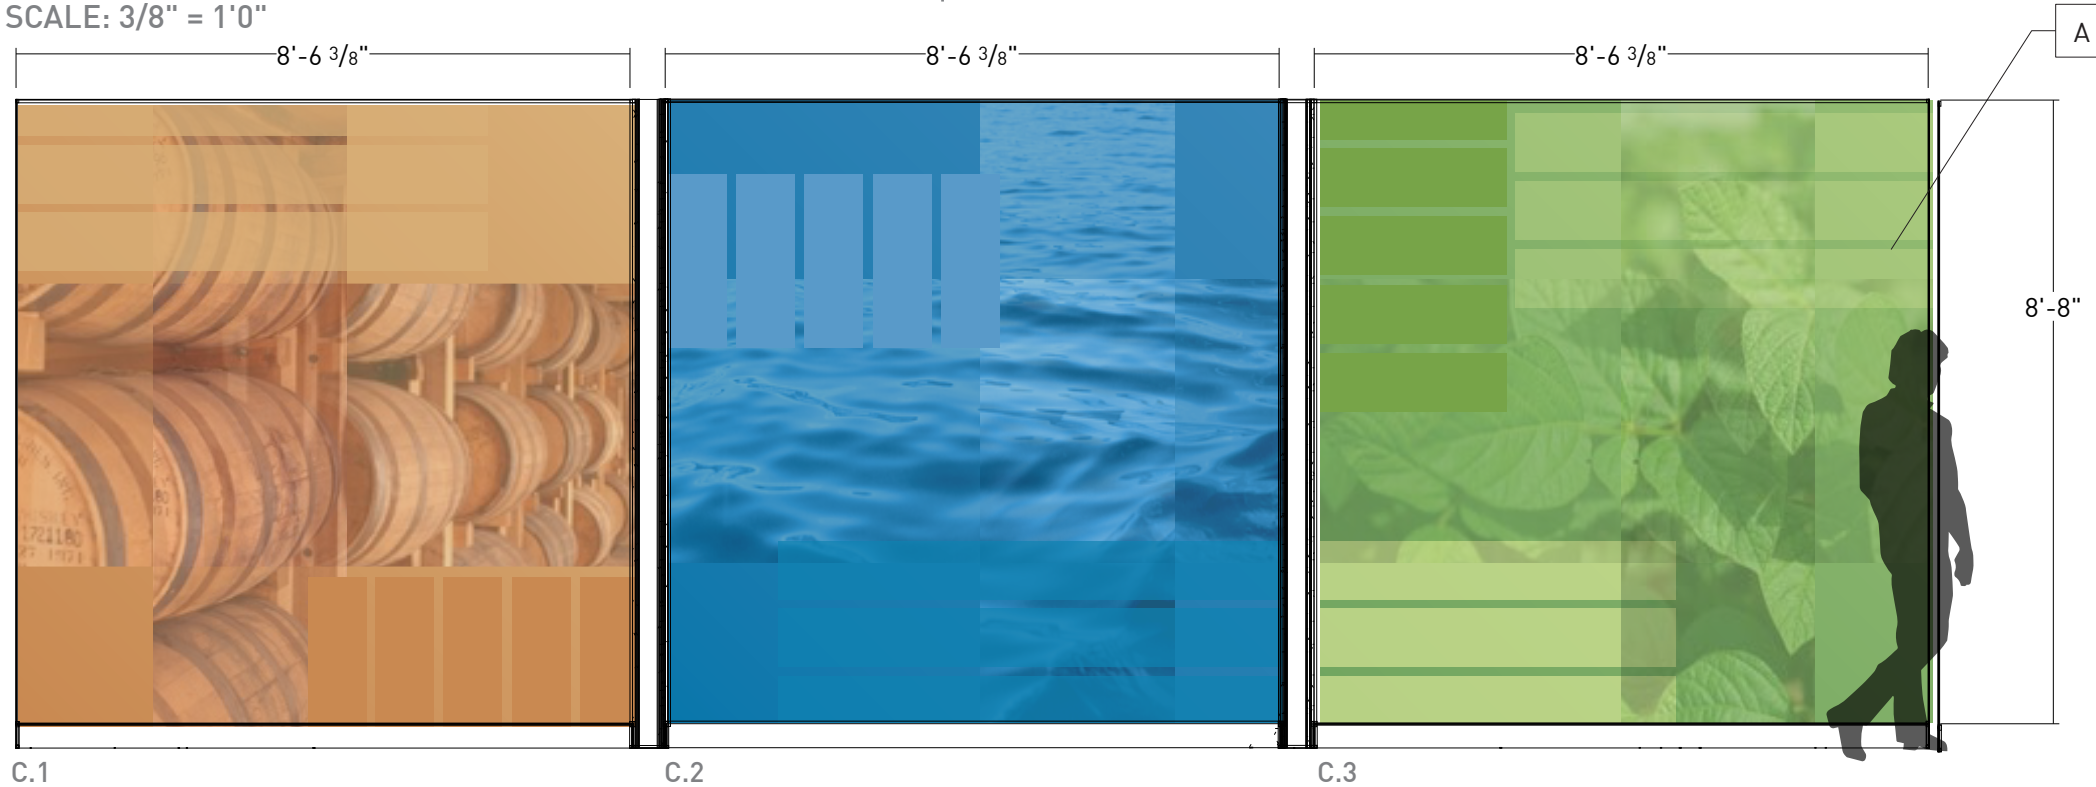 SCALE: 3/8" = 1'0"
8'-6 3/8"
8'-6 3/8"
8'-6 3/8"
A
8'-8"
1721180
C.1
C.2
C.3